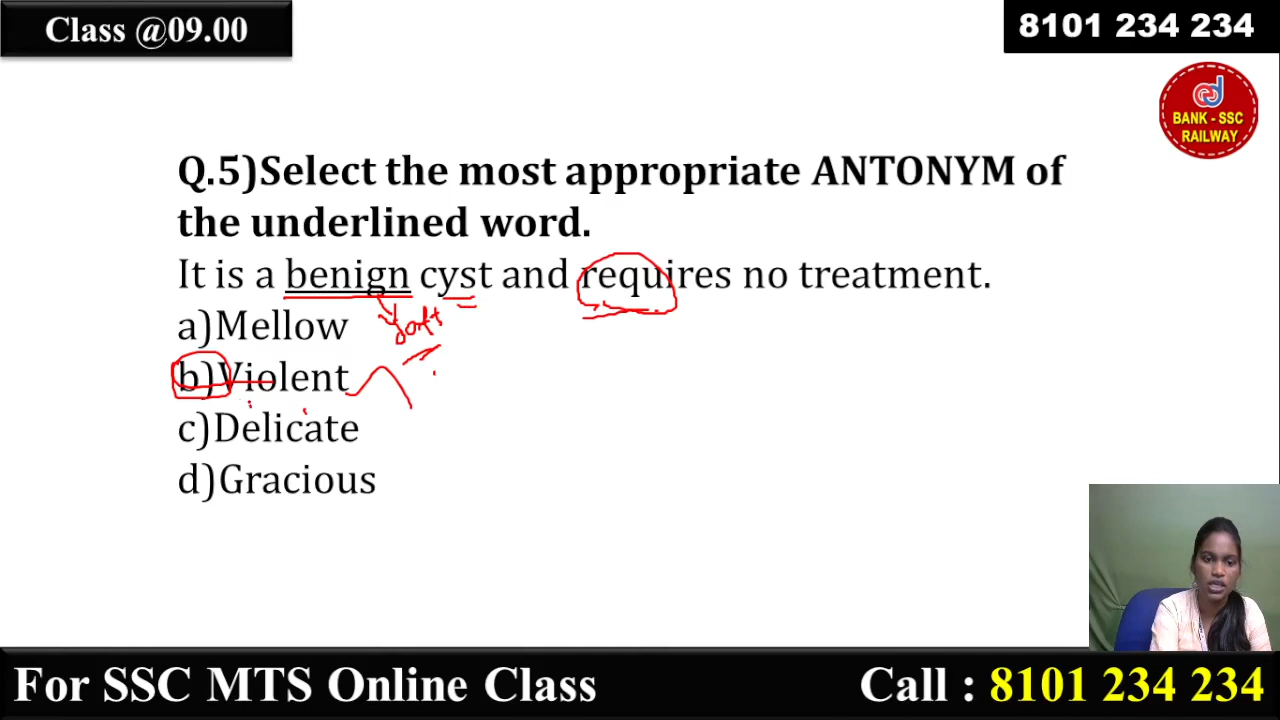 Class @09.00
8101 234 234
BANK - SSC
RAILWAY
Q.5)Select the most appropriate ANTONYM of
the underlined word.
It is a benign cyst and requires no treatment.
a)Mellow
soft
b)Violent
c)Delicate
d)Gracious
For SSC MTS Online Class
Call : 8101 234 234